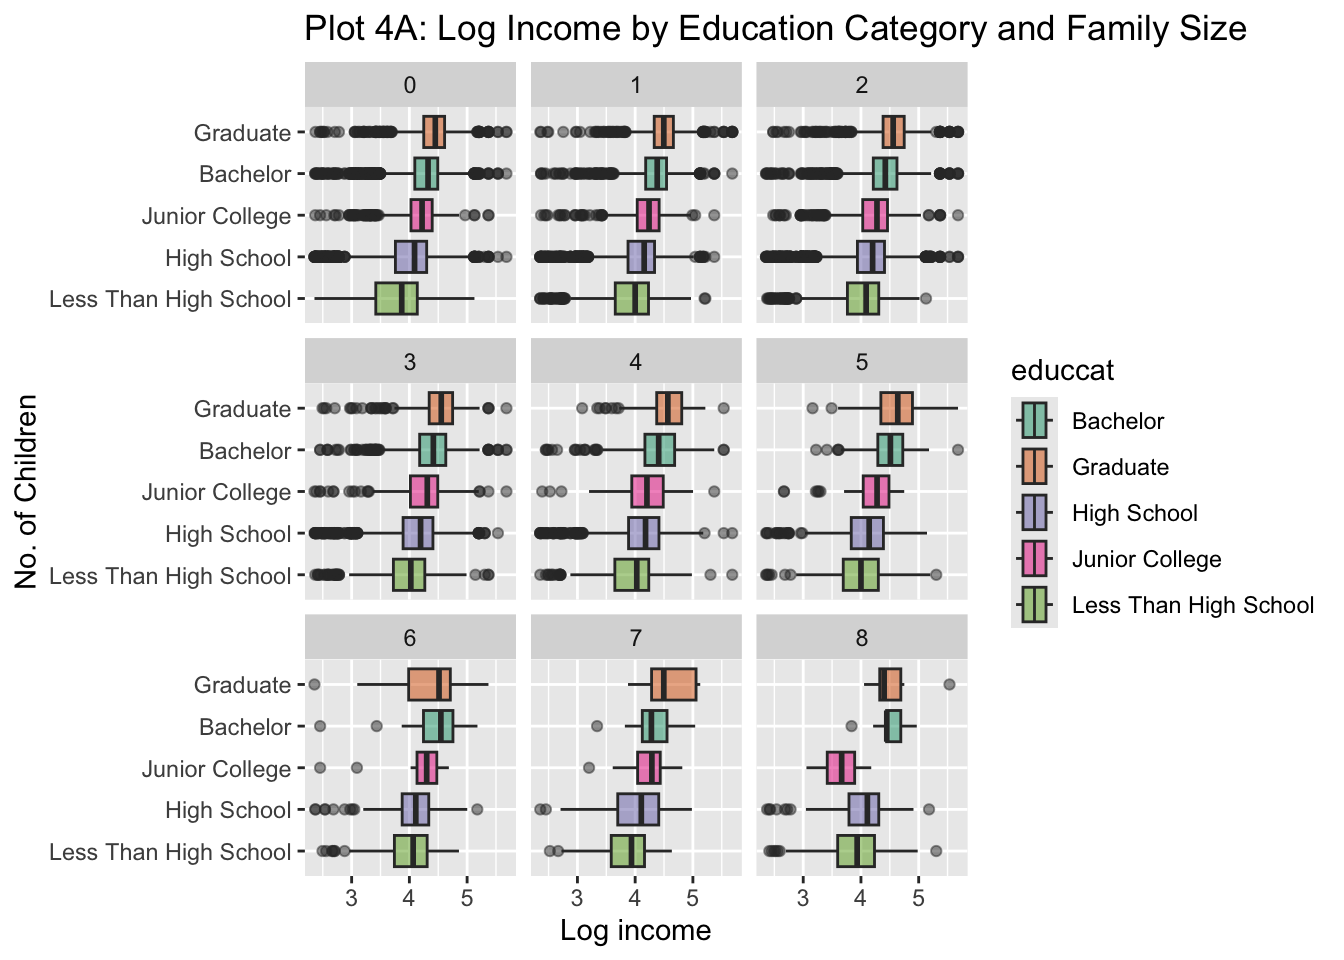 Plot 4A: Log Income by Education Category and Family Size
0 1 2
Graduate
Bachelor
Junior College
High School
Less Than High School
3 4 5
Graduate
Bachelor
Junior College
High School
Less Than High School
6 7 8
Graduate
Bachelor
Junior College
High School
Less Than High School
3 4 5 3 4 5 3 4 5
Log income
No. of Children
educcat
Bachelor
Graduate
High School
Junior College
Less Than High School